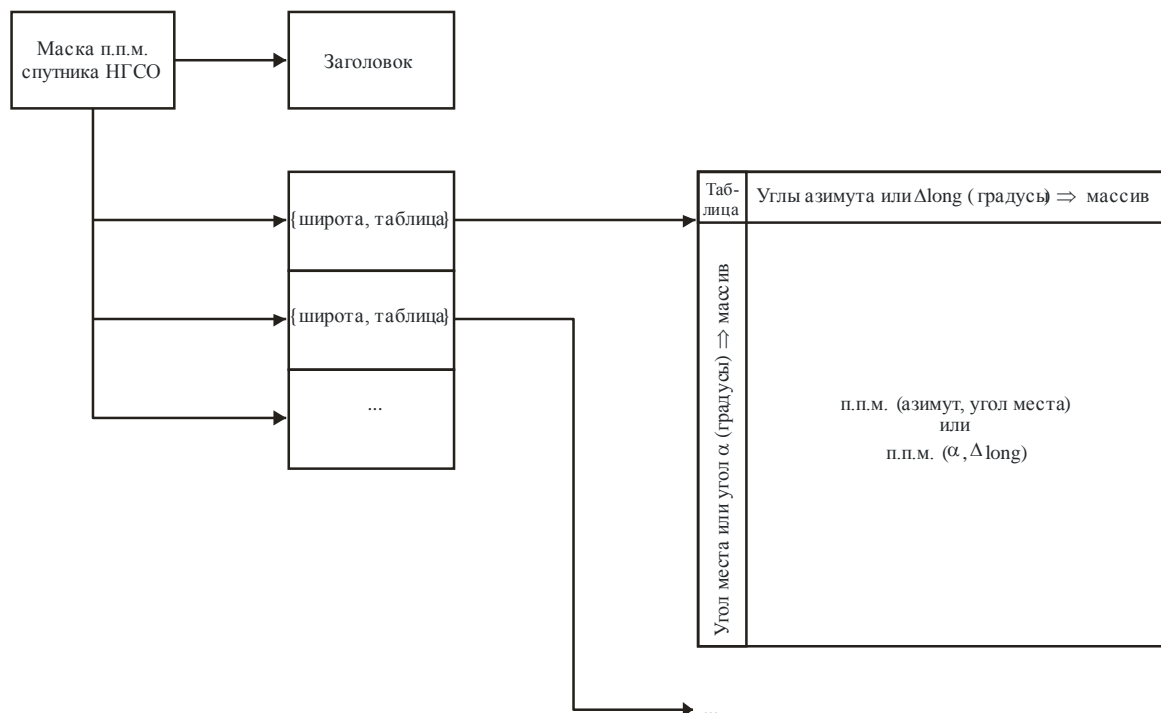 Маска п.п.м.
спутника НГСО
Заголовок
{широта, таблица}
{широта, таблица}
...
Таб-
лица
Углы азимута или Δlong (градусы) ⇒ массив
Угол места или угол α (градусы) ⇒ массив
п.п.м. (азимут, угол места)
или
п.п.м. (α, Δlong)
...